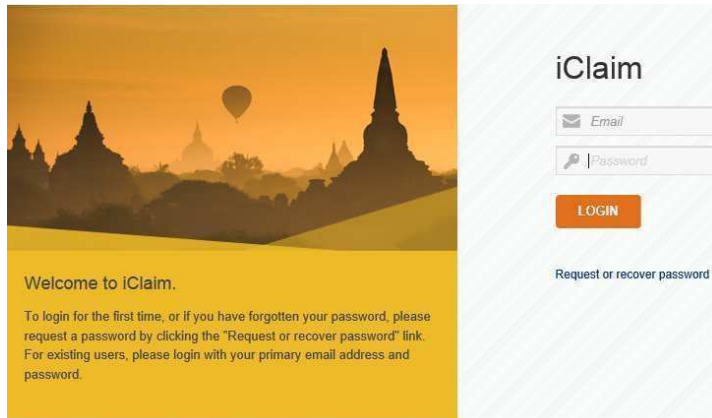 iClaim
Email
Password
LOGIN
Request or recover password
Welcome to iClaim.
To login for the first time, or if you have forgotten your password, please
request a password by clicking the "Request or recover password" link.
For existing users, please login with your primary email address and
password.